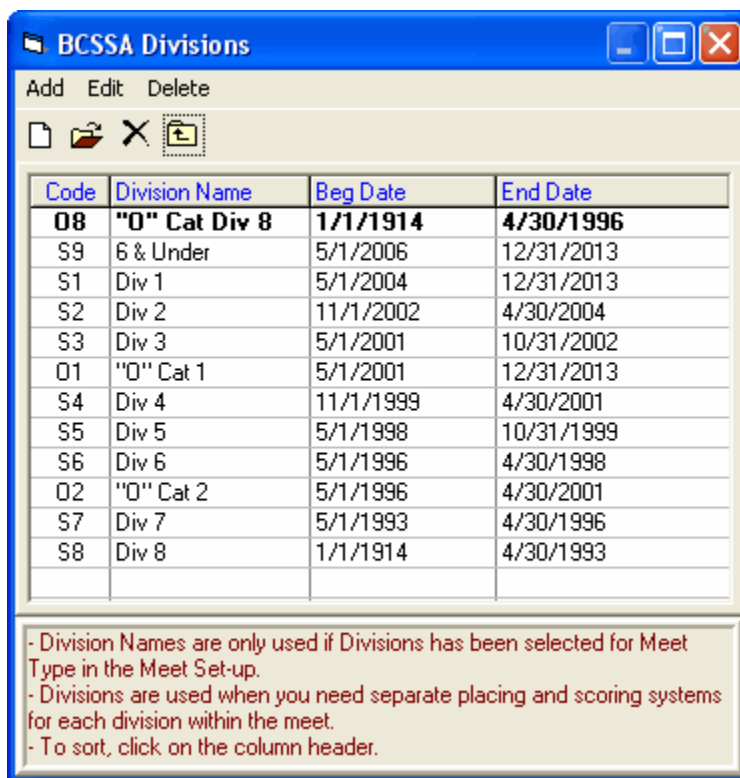 BCSSA Divisions
Add Edit Delete
Code Division Name Beg Date End Date
O8 "O" Cat Div 8 1/1/1914 4/30/1996
S9 6 & Under 5/1/2006 12/31/2013
S1 Div 1 5/1/2004 12/31/2013
S2 Div 2 11/1/2002 4/30/2004
S3 Div 3 5/1/2001 10/31/2002
O1 "O" Cat 1 5/1/2001 12/31/2013
S4 Div 4 11/1/1999 4/30/2001
S5 Div 5 5/1/1998 10/31/1999
S6 Div 6 5/1/1996 4/30/1998
O2 "O" Cat 2 5/1/1996 4/30/2001
S7 Div 7 5/1/1993 4/30/1996
S8 Div 8 1/1/1914 4/30/1993
- Division Names are only used if Divisions has been selected for Meet
Type in the Meet Set-up.
- Divisions are used when you need separate placing and scoring systems
for each division within the meet.
- To sort, click on the column header.